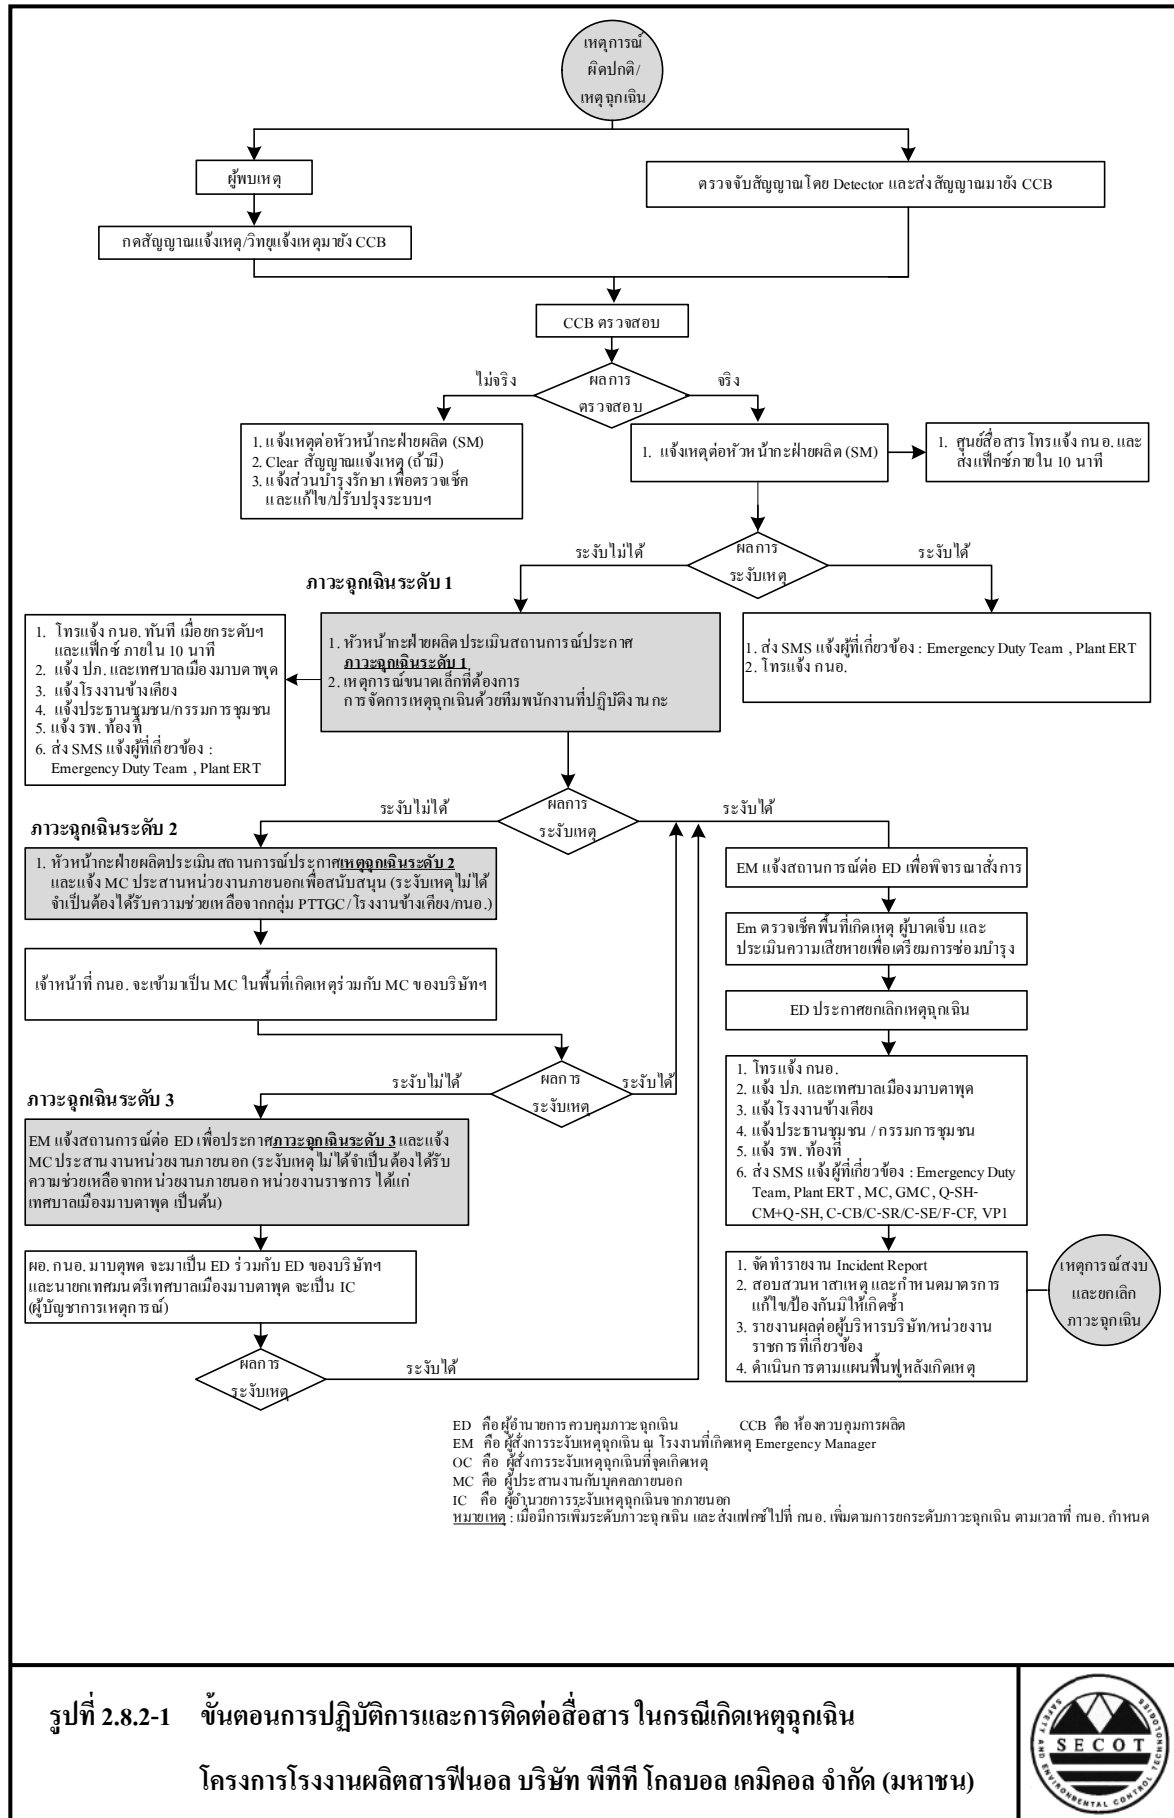 เหตุการณ์
ผิดปกติ/
เหตุฉุกเฉิน
ผู้พบเหตุ
ตรวจจับสัญญาณโดย Detector และส่งสัญญาณมายัง CCB
กดสัญญาณแจ้งเหตุ/วิทยุแจ้งเหตุมายัง CCB
CCB ตรวจสอบ
ไม่จริง
ผลการ
ตรวจสอบ
จริง
1. แจ้งเหตุต่อหัวหน้ากะฝ่ายผลิต (SM)
2. Clear สัญญาณแจ้งเหตุ (ถ้ามี)
3. แจ้งส่วนบำรุงรักษา เพื่อตรวจเช็ค
และแก้ไข/ปรับปรุงระบบฯ
1. แจ้งเหตุต่อหัวหน้ากะฝ่ายผลิต (SM)
1. ศูนย์สื่อสาร โทรแจ้ง กนอ. และ
ส่งแฟ็กซ์ภายใน 10 นาที
ระงับไม่ได้
ผลการ
ระงับเหตุ
ระงับได้
ภาวะฉุกเฉินระดับ 1
1. โทรแจ้ง กนอ. ทันที เมื่อยกระดับฯ
และแฟ็กซ์ ภายใน 10 นาที
2. แจ้ง ปภ. และเทศบาลเมืองมาบตาพุด
3. แจ้งโรงงานข้างเคียง
4. แจ้งประธานชุมชน/กรรมการชุมชน
5. แจ้ง รพ. ท้องที่
6. ส่ง SMS แจ้งผู้ที่เกี่ยวข้อง :
Emergency Duty Team , Plant ERT
1. หัวหน้ากะฝ่ายผลิตประเมินสถานการณ์ประกาศ
ภาวะฉุกเฉินระดับ 1
2. เหตุการณ์ขนาดเล็กที่ต้องการ
การจัดการเหตุฉุกเฉินด้วยทีมพนักงานที่ปฏิบัติงานกะ
1. ส่ง SMS แจ้งผู้ที่เกี่ยวข้อง : Emergency Duty Team , Plant ERT
2. โทรแจ้ง กนอ.
ระงับไม่ได้
ผลการ
ระงับเหตุ
ระงับได้
ภาวะฉุกเฉินระดับ 2
1. หัวหน้ากะฝ่ายผลิตประเมินสถานการณ์ประกาศเหตุฉุกเฉินระดับ 2
และแจ้ง MC ประสานหน่วยงานภายนอกเพื่อสนับสนุน (ระงับเหตุไม่ได้
จำเป็นต้องได้รับความช่วยเหลือจากกลุ่ม PTTGC/โรงงานข้างเคียง/กนอ.)
เจ้าหน้าที่ กนอ. จะเข้ามาเป็น MC ในพื้นที่เกิดเหตุร่วมกับ MC ของบริษัทฯ
ระงับไม่ได้
ผลการ
ระงับเหตุ
ระงับได้
ภาวะฉุกเฉินระดับ 3
EM แจ้งสถานการณ์ต่อ ED เพื่อประกาศภาวะฉุกเฉินระดับ 3 และแจ้ง
MC ประสานงานหน่วยงานภายนอก (ระงับเหตุไม่ได้จำเป็นต้องได้รับ
ความช่วยเหลือจากหน่วยงานภายนอก หน่วยงานราชการ ได้แก่
เทศบาลเมืองมาบตาพุด เป็นต้น)
ผอ. กนอ. มาบตุพด จะมาเป็น ED ร่วมกับ ED ของบริษัทฯ
และนายกเทศมนตรีเทศบาลเมืองมาบตาพุด จะเป็น IC
(ผู้บัญชาการเหตุการณ์)
ผลการ
ระงับเหตุ
ระงับได้
EM แจ้งสถานการณ์ต่อ ED เพื่อพิจารณาสั่งการ
Em ตรวจเช็คพื้นที่เกิดเหตุ ผู้บาดเจ็บ และ
ประเมินความเสียหายเพื่อเตรียมการซ่อมบำรุง
ED ประกาศยกเลิกเหตุฉุกเฉิน
1. โทรแจ้ง กนอ.
2. แจ้ง ปภ. และเทศบาลเมืองมาบตาพุด
3. แจ้งโรงงานข้างเคียง
4. แจ้งประธานชุมชน / กรรมการชุมชน
5. แจ้ง รพ. ท้องที่
6. ส่ง SMS แจ้งผู้ที่เกี่ยวข้อง : Emergency Duty
Team, Plant ERT , MC, GMC, Q-SH-
CM+Q-SH, C-CB/C-SR/C-SE/F-CF, VP1
1. จัดทำรายงาน Incident Report
2. สอบสวนหาสาเหตุ และกำหนดมาตรการ
แก้ไข/ป้องกันมิให้เกิดซ้ำ
3. รายงานผลต่อผู้บริหารบริษัท/หน่วยงาน
ราชการที่เกี่ยวข้อง
4. ดำเนินการตามแผนฟื้นฟูหลังเกิดเหตุ
เหตุการณ์สงบ
และยกเลิก
ภาวะฉุกเฉิน
ED คือ ผู้อำนายการควบคุมภาวะฉุกเฉิน CCB คือ ห้องควบคุมการผลิต
EM คือ ผู้สั่งการระงับเหตุฉุกเฉิน ณ โรงงานที่เกิดเหตุ Emergency Manager
OC คือ ผู้สั่งการระงับเหตุฉุกเฉินที่จุดเกิดเหตุ
MC คือ ผู้ประสานงานกับบุคคลภายนอก
IC คือ ผู้อำนวยการระงับเหตุฉุกเฉินจากภายนอก
หมายเหตุ : เมื่อมีการเพิ่มระดับภาวะฉุกเฉิน และส่งแฟกซ์ไปที่ กนอ. เพิ่มตามการยกระดับภาวะฉุกเฉิน ตามเวลาที่ กนอ. กำหนด
รูปที่ 2.8.2-1 ขั้นตอนการปฏิบัติการและการติดต่อสื่อสาร ในกรณีเกิดเหตุฉุกเฉิน
โครงการโรงงานผลิตสารฟีนอล บริษัท พีทีที โกลบอล เคมิคอล จำกัด (มหาชน)
SECOT
SAFETY AND ENVIRONMENTAL CONTROL TECHNOLOGIES